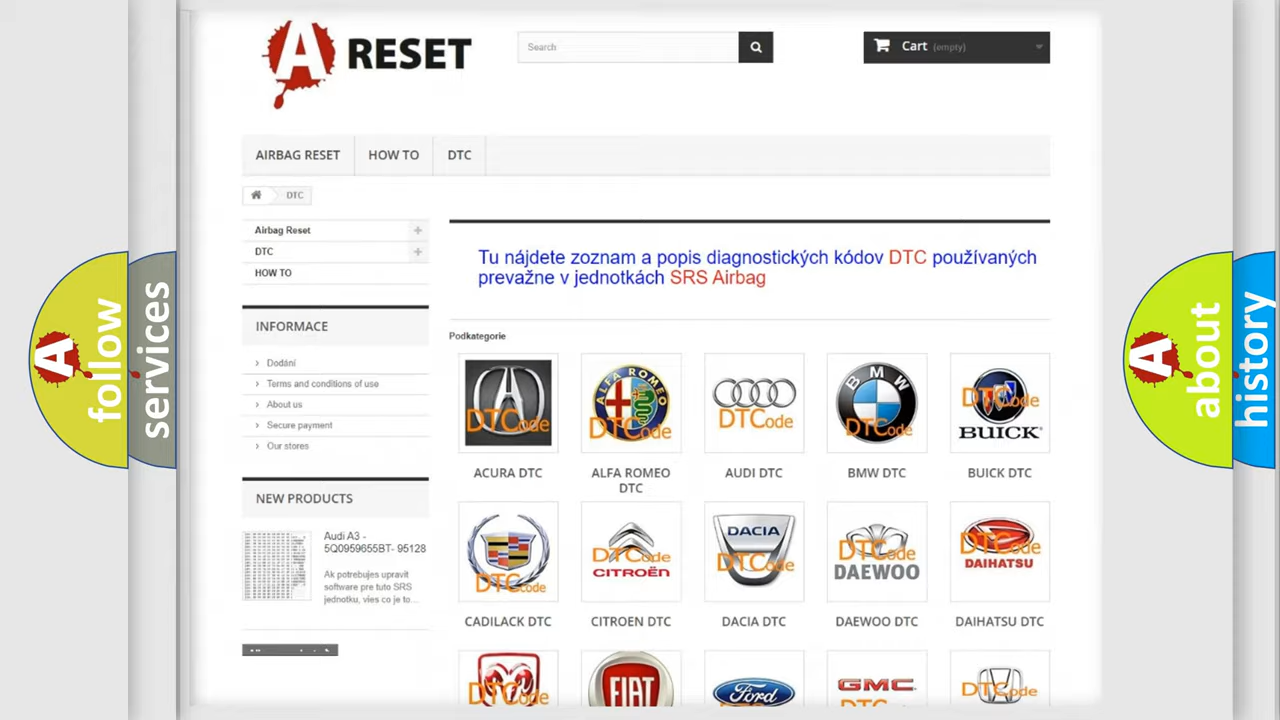 A RESET
Search
Cart (empty)
AIRBAG RESET
HOW TO
DTC
DTC
Airbag Reset
DTC
HOW TO
INFORMACE
Dodání
Terms and conditions of use
About us
Secure payment
Our stores
NEW PRODUCTS
Audi A3 -
5Q0959655BT- 95128
Ak potrebujes upravit
software pre tuto SRS
jednotku, vies co je to...
Tu nájdete zoznam a popis diagnostických kódov DTC používaných
prevažne v jednotkách SRS Airbag
Podkategorie
DTCode
ALFA ROMEO
DTCode
DTCode
BMW
DTCode
DTCode
BUICK
ACURA DTC
ALFA ROMEO
DTC
AUDI DTC
BMW DTC
BUICK DTC
DTCode
DTCode
CITROËN
DACIA
DTCode
DTCode
DAEWOO
DTCode
DAIHATSU
CADILACK DTC
CITROEN DTC
DACIA DTC
DAEWOO DTC
DAIHATSU DTC
DTCode
FIAT
Ford
GMC
DTCode
A follow
services
A about
history